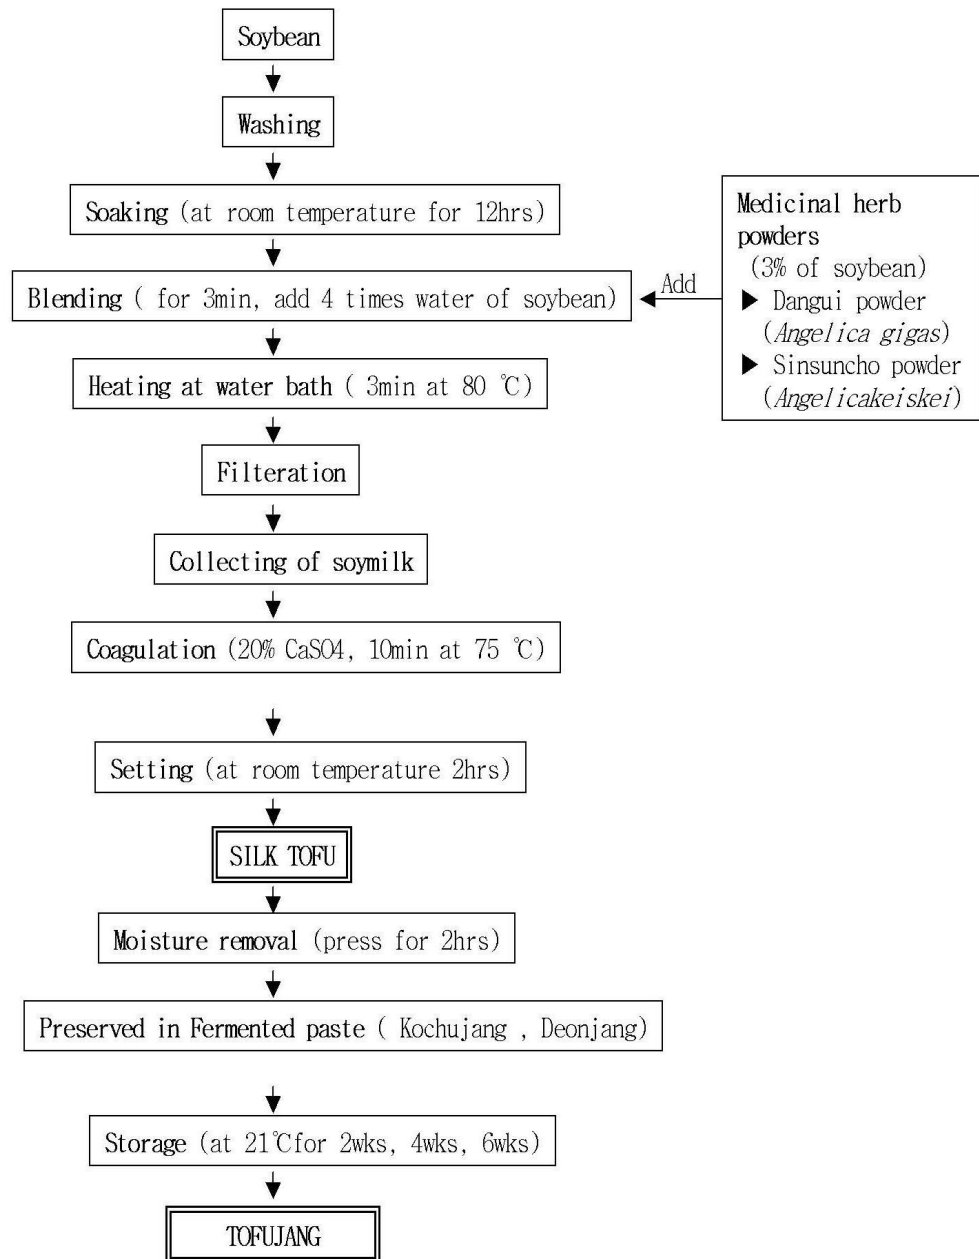 Soybean
Washing
Soaking (at room temperature for 12hrs)
Medicinal herb
powders
(3% of soybean)
▶ Dangui powder
(Angelica gigas)
▶ Sinsuncho powder
(Angelicakeiskei)
Blending ( for 3min, add 4 times water of soybean)
Add
Heating at water bath ( 3min at 80 ℃)
Filteration
Collecting of soymilk
Coagulation (20% CaSO4, 10min at 75 ℃)
Setting (at room temperature 2hrs)
SILK TOFU
Moisture removal (press for 2hrs)
Preserved in Fermented paste ( Kochujang , Deonjang)
Storage (at 21℃for 2wks, 4wks, 6wks)
TOFUJANG